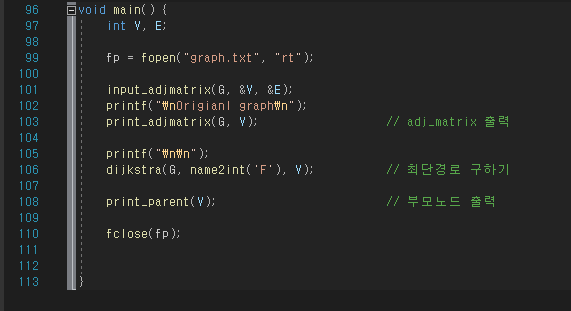 96 void main() {
97 int V, E;
98
99 fp = fopen("graph.txt", "rt");
100
101 input_adjmatrix(G, &V, &E);
102 printf("₩nOrigianl graph₩n");
103 print_adjmatrix(G, V); // adj_matrix 출력
104
105 printf("₩n₩n");
106 dijkstra(G, name2int('F'), V); // 최단경로 구하기
107
108 print_parent(V); // 부모노드 출력
109
110 fclose(fp);
111
112
113 }